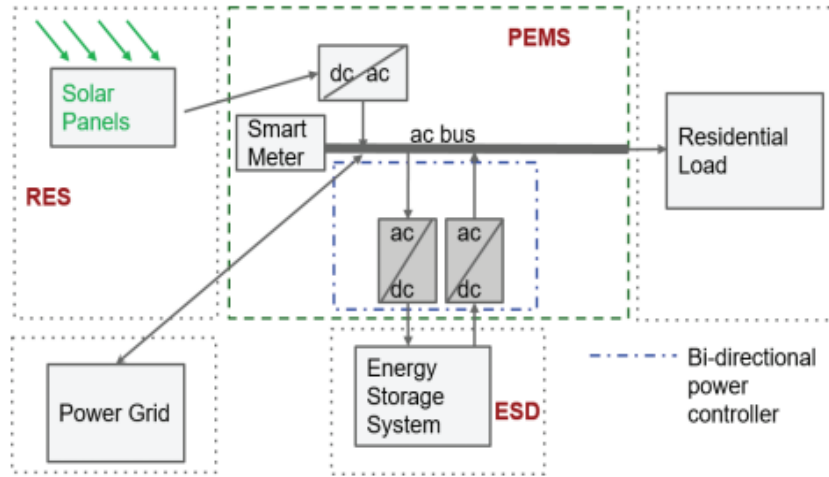 PEMS
dc ac
Solar
Panels
Smart
Meter
ac bus
Residential
Load
RES
ac
dc
ac
dc
Power Grid
Energy
Storage
System
ESD
Bi-directional
power
controller